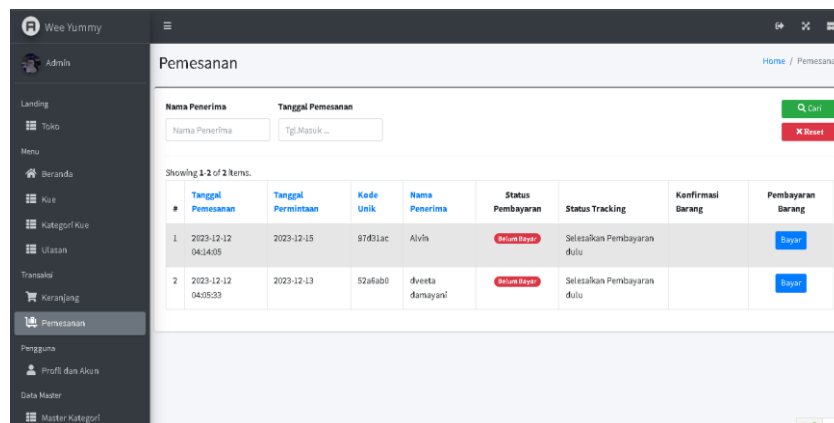 Wee Yummy
Admin
Landing
Toko
Menu
Beranda
Kue
Kategori Kue
Ulasan
Transaksi
Keranjang
Pemesanan
Pengguna
Profil dan Akun
Data Master
Master Kategori
Pemesanan
Home / Pemesana
Nama Penerima Tanggal Pemesanan
Nama Penerima Tgl.Masuk ...
Cari
Reset
Showing 1-2 of 2 items.
# Tanggal Pemesanan Tanggal Permintaan Kode Unik Nama Penerima Status Pembayaran Status Tracking Konfirmasi Barang Pembayaran Barang
1 2023-12-12 04:14:05 2023-12-15 97d31ac Alvin Belum Bayar Selesaikan Pembayaran dulu Bayar
2 2023-12-12 04:05:33 2023-12-13 52a6ab0 dveeta damayani Belum Bayar Selesaikan Pembayaran dulu Bayar